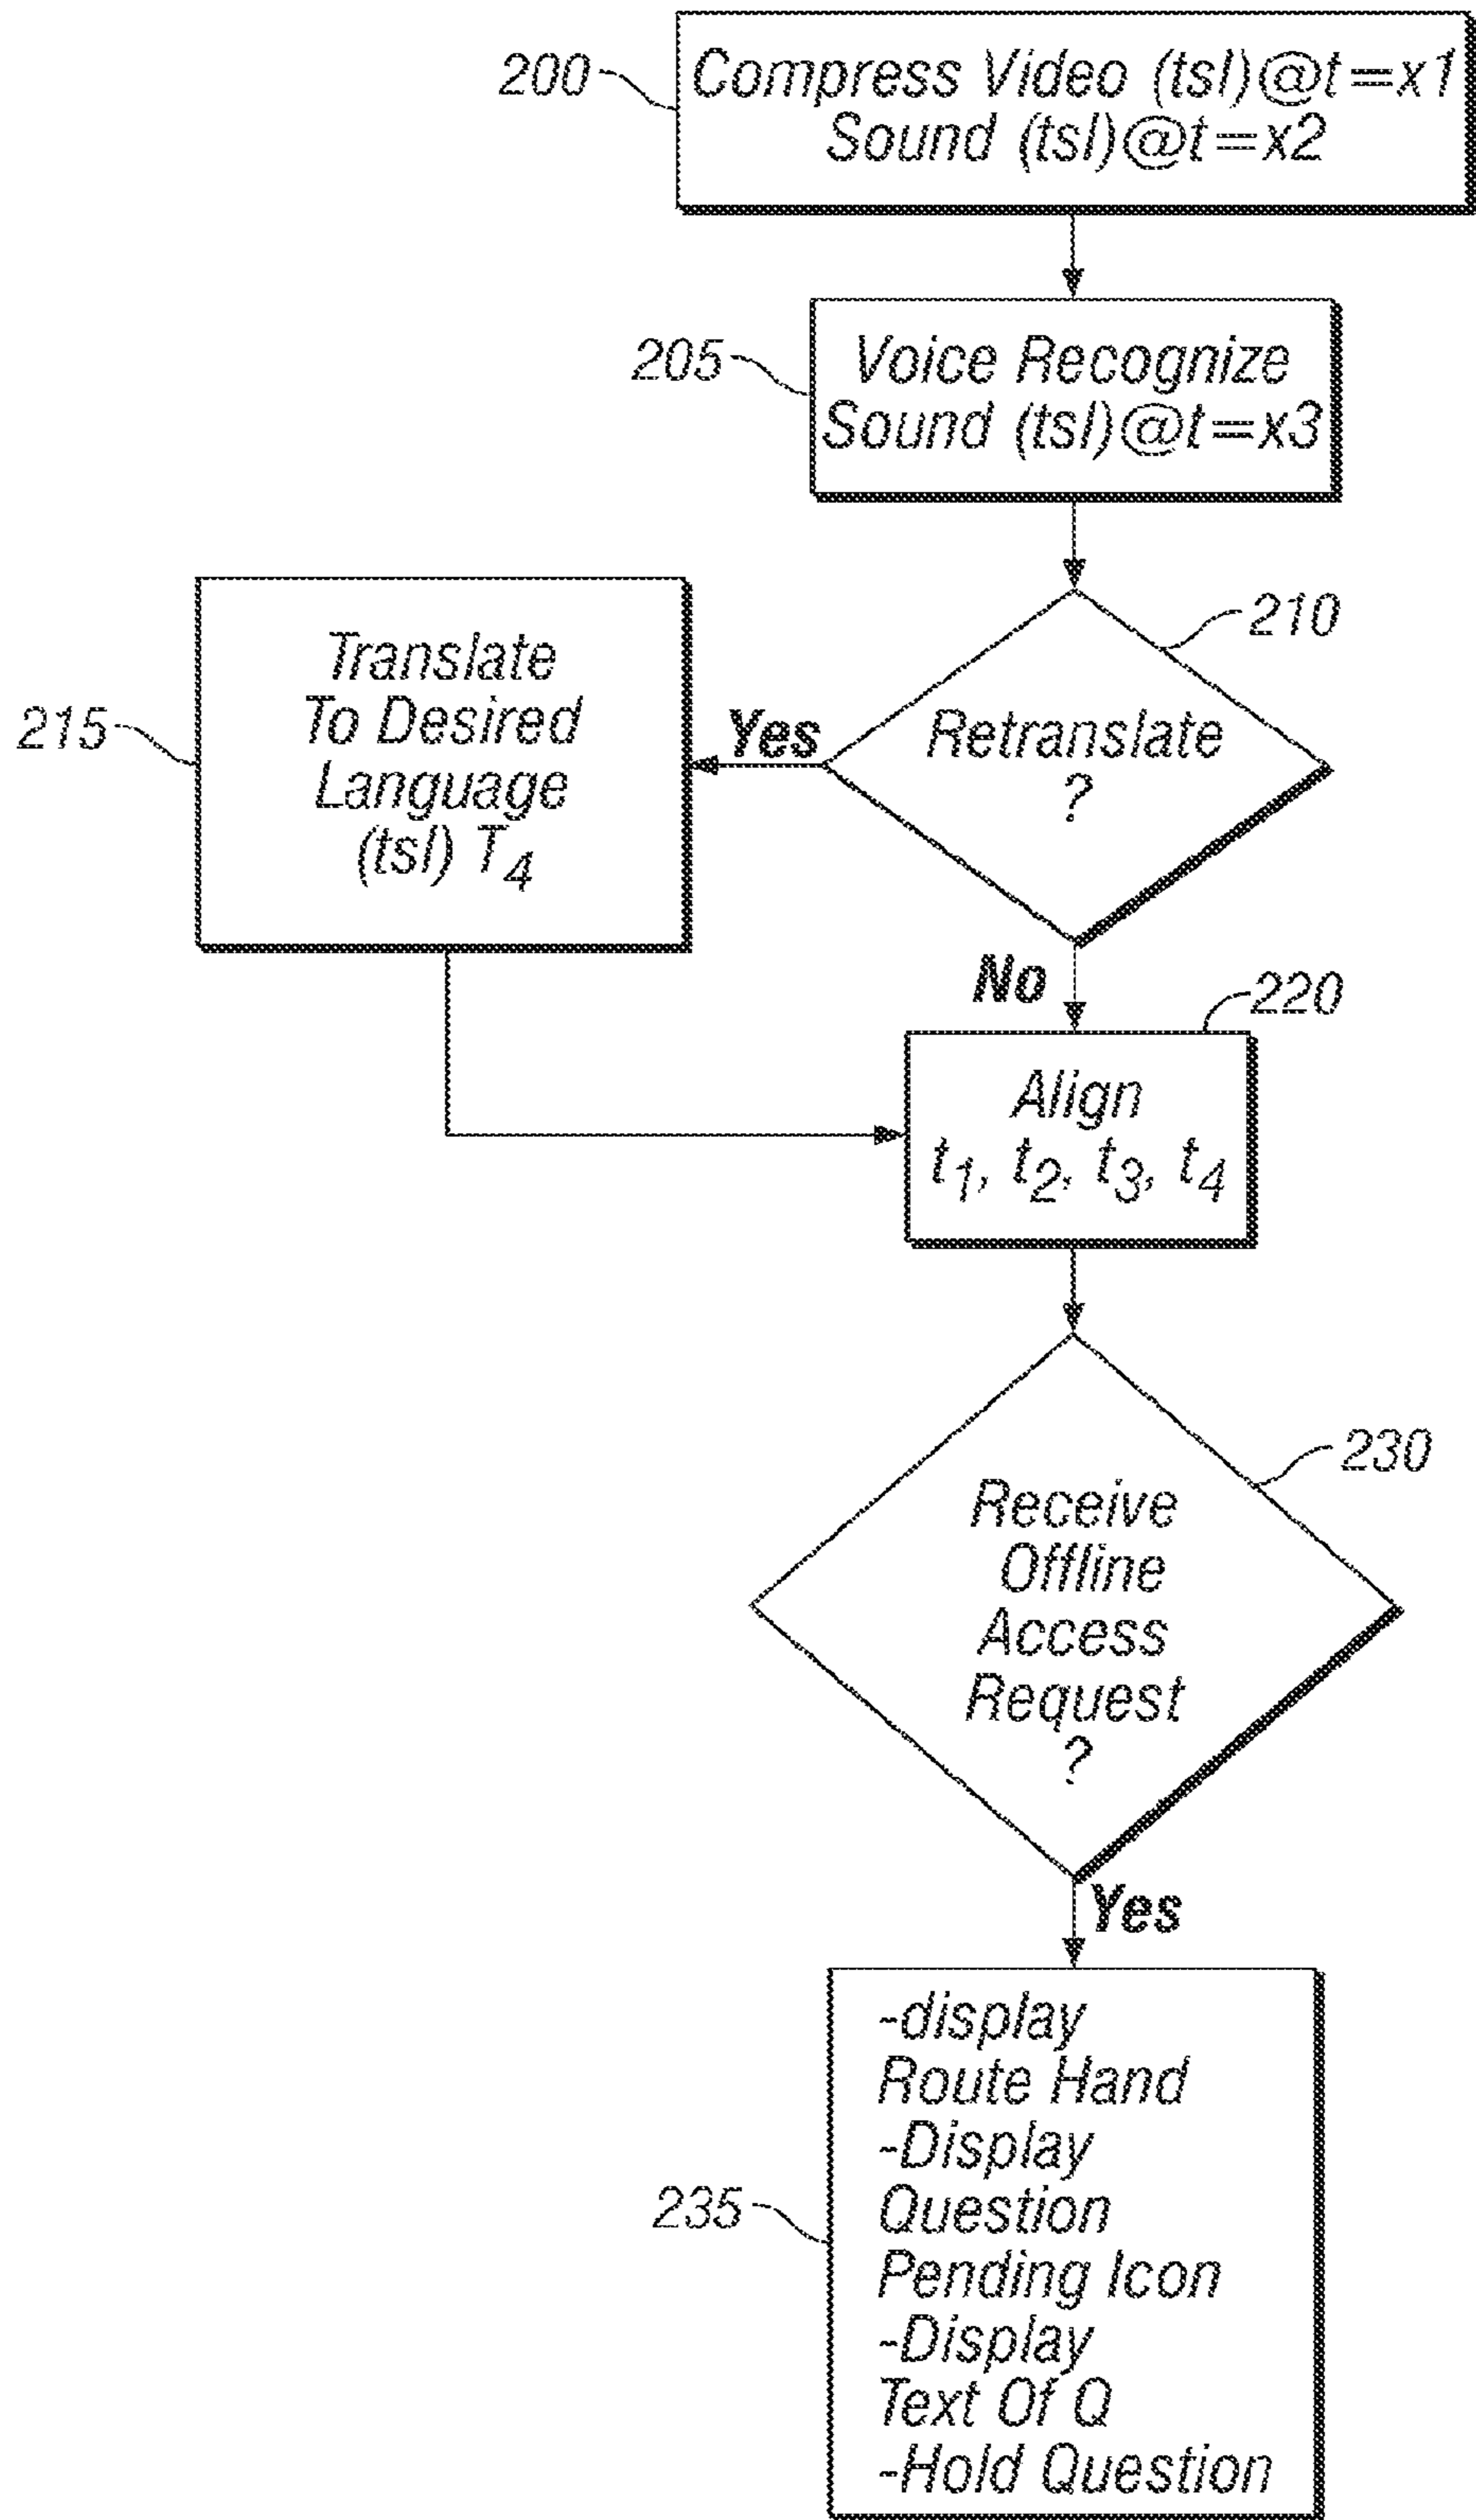 200
Compress Video (tsl)@t=x1
Sound (tsl)@t=x2
205
Voice Recognize
Sound (tsl)@t=x3
210
Retranslate
?
Yes
215
Translate
To Desired
Language
(tsl) T4
No
220
Align
t1, t2, t3, t4
230
Receive
Offline
Access
Request
?
Yes
235
-display
Route Hand
-Display
Question
Pending Icon
-Display
Text Of Q
-Hold Question